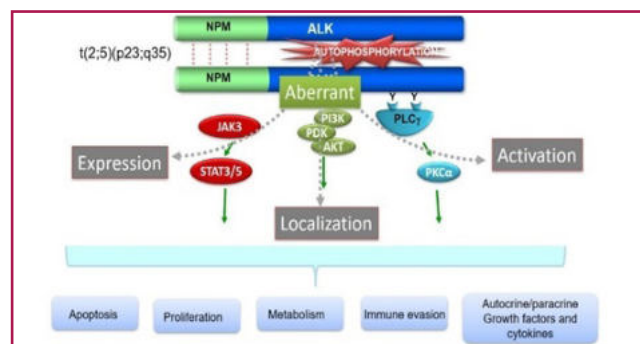 NPM ALK
t(2;5)(p23;q35)
AUTOPHOSPHORYLATION
NPM
Aberrant
Y Y
PLCγ
JAK3
PI3K
PDK
AKT
Expression
Activation
STAT3/5
PKCα
Localization
Apoptosis
Proliferation
Metabolism
Immune evasion
Autocrine/paracrine
Growth factors and
cytokines